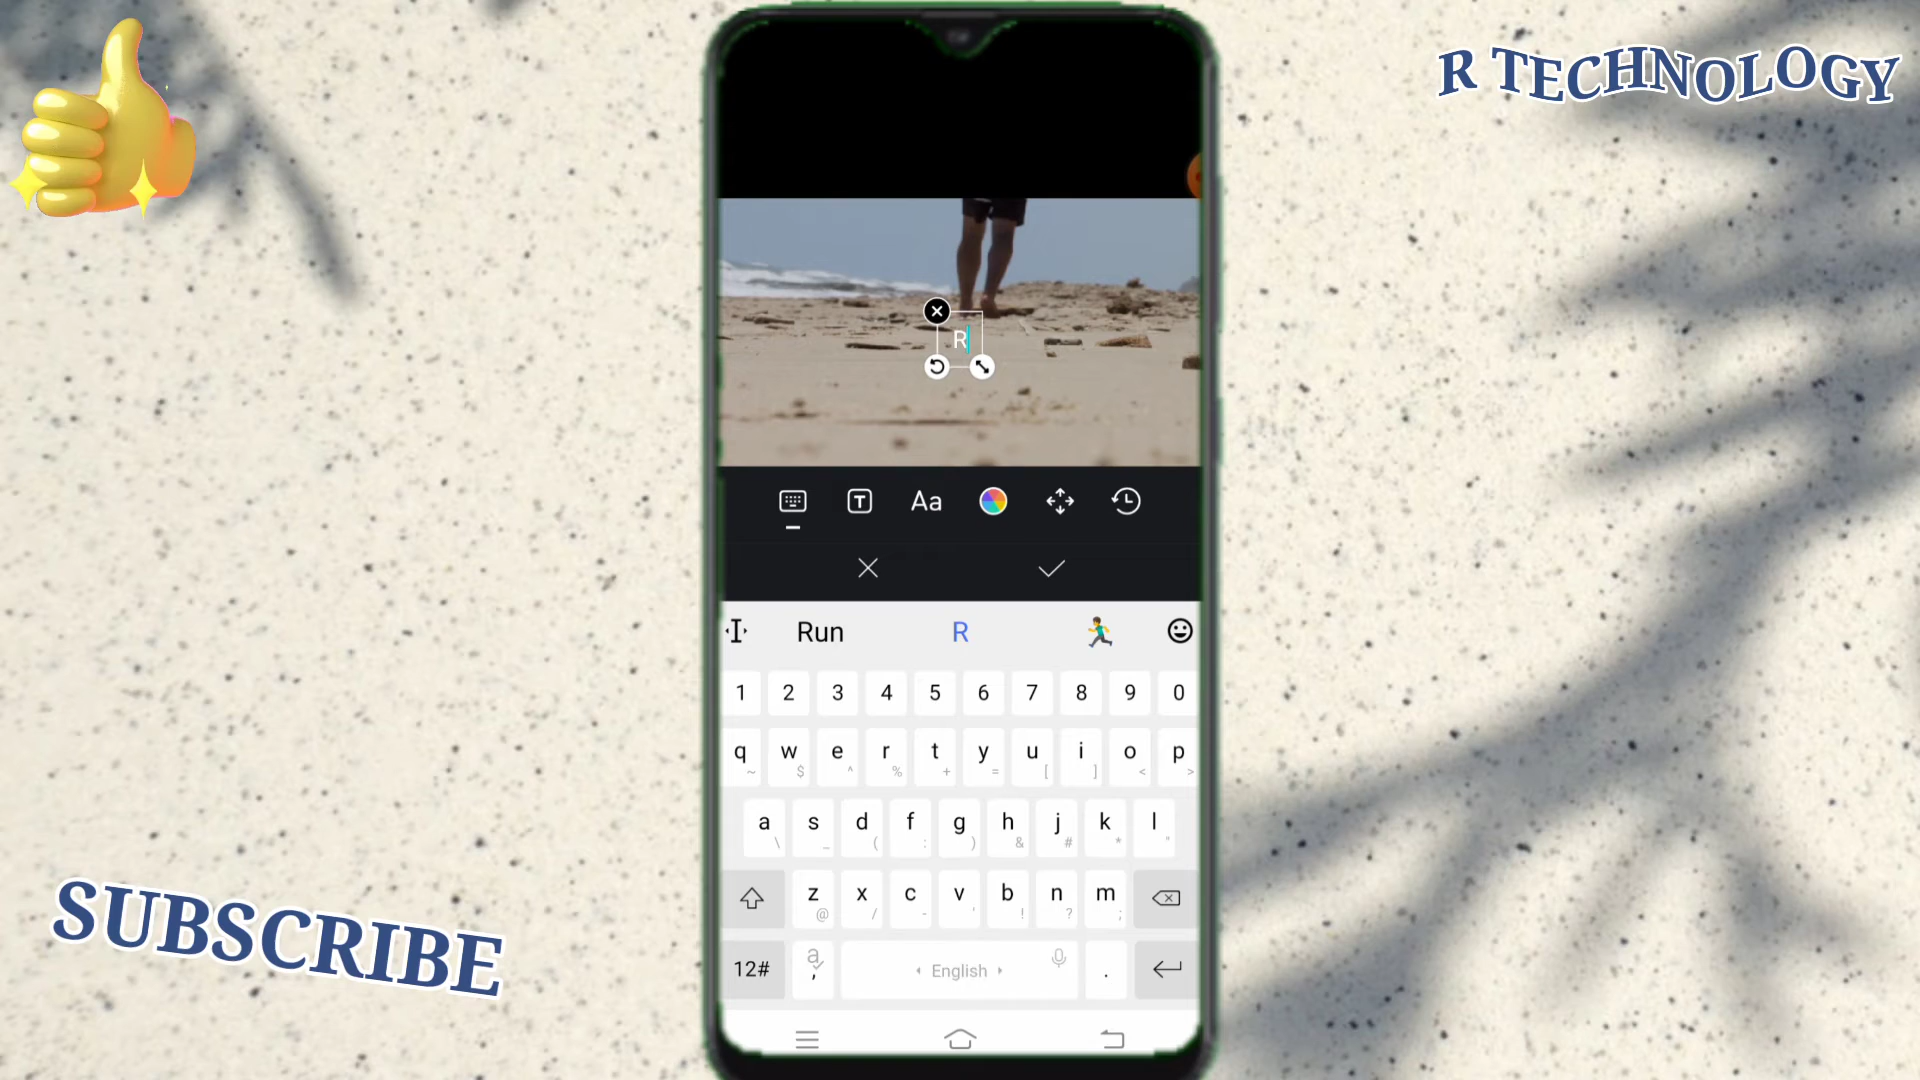 R TECHNOLOGY
R
Aa
Run R
1 2 3 4 5 6 7 8 9 0
q w e r t y u i o p
~ $ ^ % + = [ ] < >
a s d f g h j k l
\ _ ( : ) & # * "
z x c v b n m
@ / - ' ! ? ;
12# , English .
SUBSCRIBE